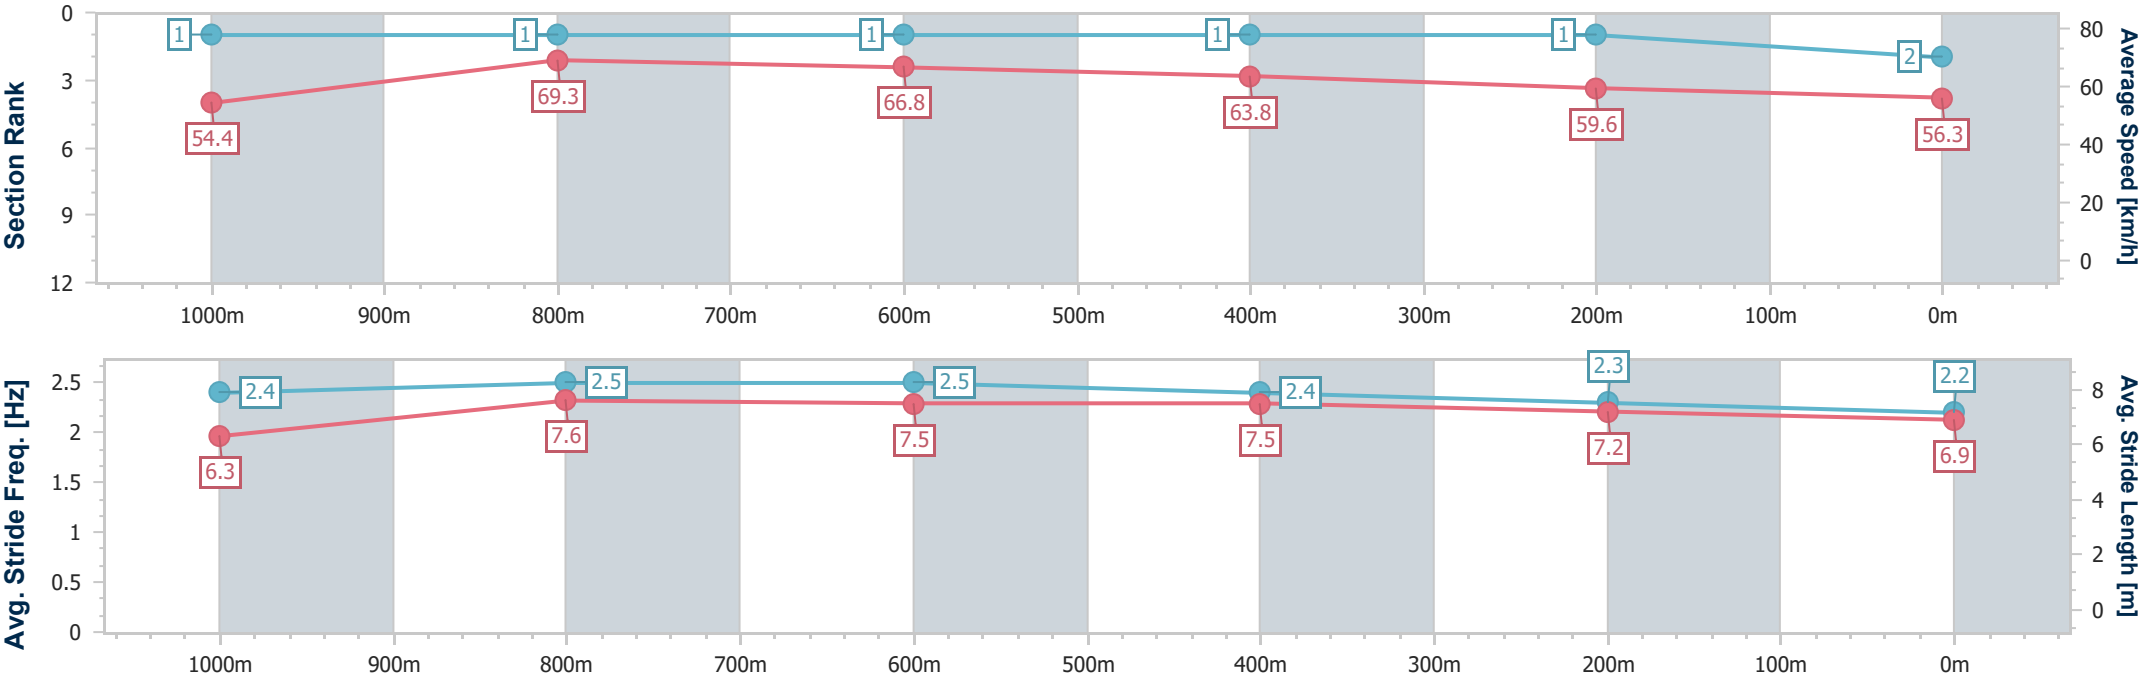 Section Rank
0
3
6
9
12
1
1
1
1
1
2
54.4
69.3
66.8
63.8
59.6
56.3
80
60
40
20
0
Average Speed [km/h]
1000m
900m
800m
700m
600m
500m
400m
300m
200m
100m
0m
Avg. Stride Freq. [Hz]
2.5
2
1.5
1
0.5
0
2.4
2.5
2.5
2.4
2.3
2.2
6.3
7.6
7.5
7.5
7.2
6.9
8
6
4
2
0
Avg. Stride Length [m]
1000m
900m
800m
700m
600m
500m
400m
300m
200m
100m
0m